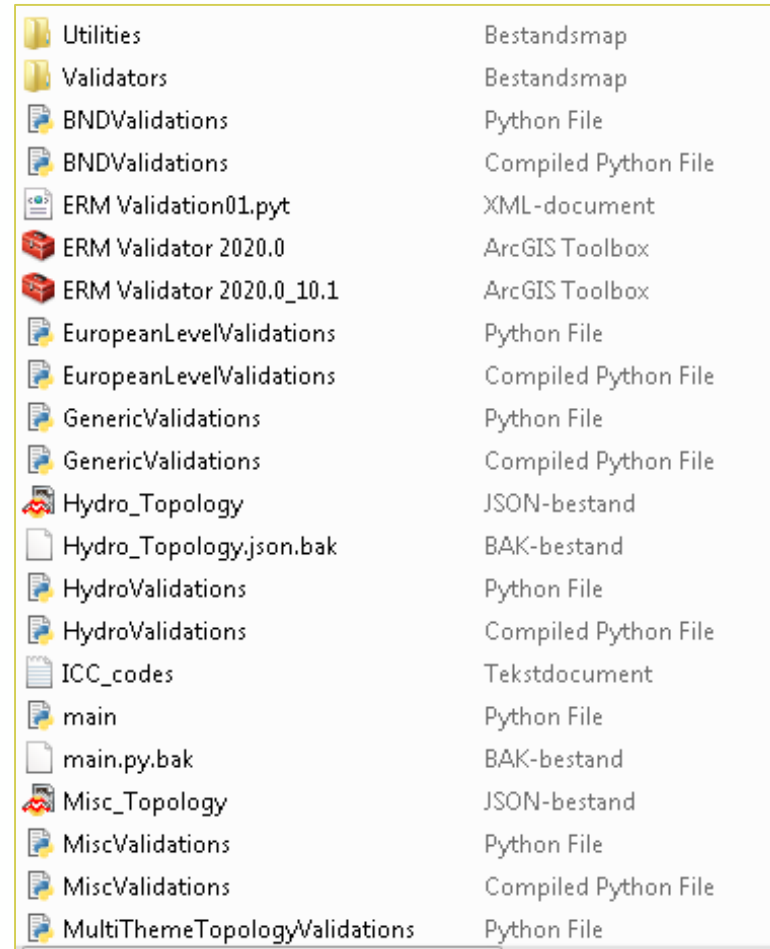 Utilities Bestandsmap
Validators Bestandsmap
BNDValidations Python File
BNDValidations Compiled Python File
ERM Validation01.pyt XML-document
ERM Validator 2020.0 ArcGIS Toolbox
ERM Validator 2020.0_10.1 ArcGIS Toolbox
EuropeanLevelValidations Python File
EuropeanLevelValidations Compiled Python File
GenericValidations Python File
GenericValidations Compiled Python File
Hydro_Topology JSON-bestand
Hydro_Topology.json.bak BAK-bestand
HydroValidations Python File
HydroValidations Compiled Python File
ICC_codes Tekstdocument
main Python File
main.py.bak BAK-bestand
Misc_Topology JSON-bestand
MiscValidations Python File
MiscValidations Compiled Python File
MultiThemeTopologyValidations Python File